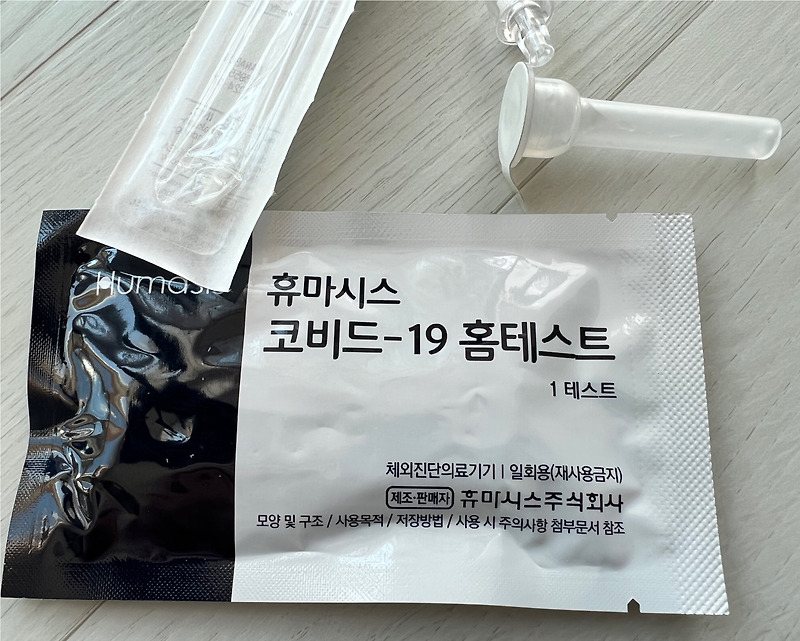 Humasis
휴마시스
코비드-19 홈테스트
1 테스트
체외진단의료기기 | 일회용(재사용금지)
제조·판매자 휴마시스주식회사
모양 및 구조 / 사용목적 / 저장방법 / 사용 시 주의사항 첨부문서 참조